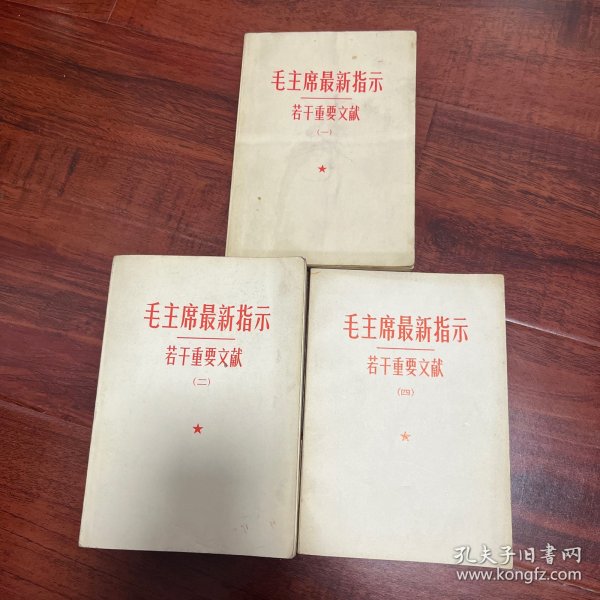 毛主席最新指示
若干重要文献
(一)
毛主席最新指示
若干重要文献
(二)
毛主席最新指示
若干重要文献
(四)
孔夫子旧书网
www.kongfz.com